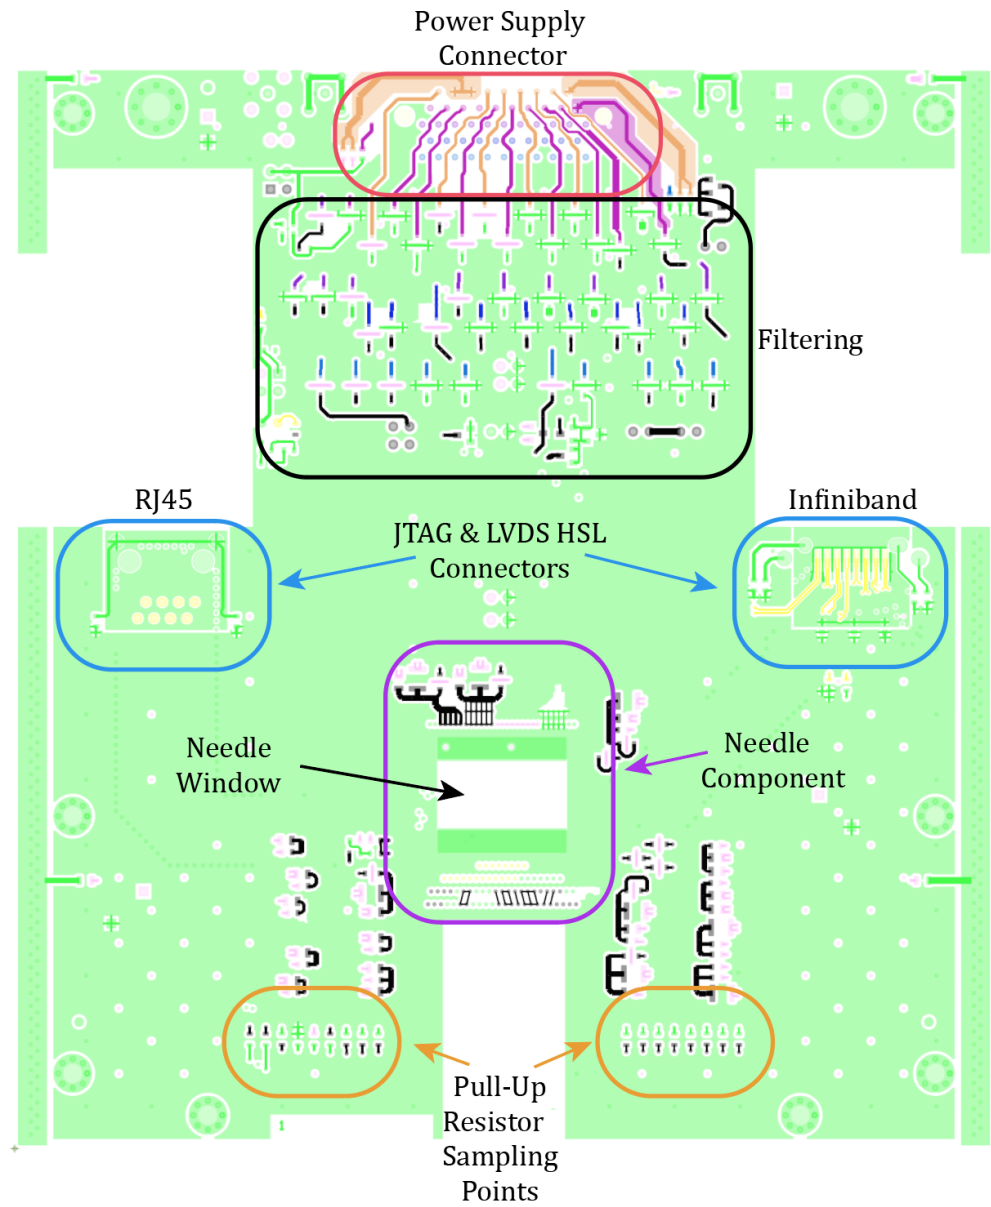 Power Supply
Connector
Filtering
RJ45
Infiniband
JTAG & LVDS HSL
Connectors
Needle
Window
Needle
Component
Pull-Up
Resistor
Sampling
Points
1